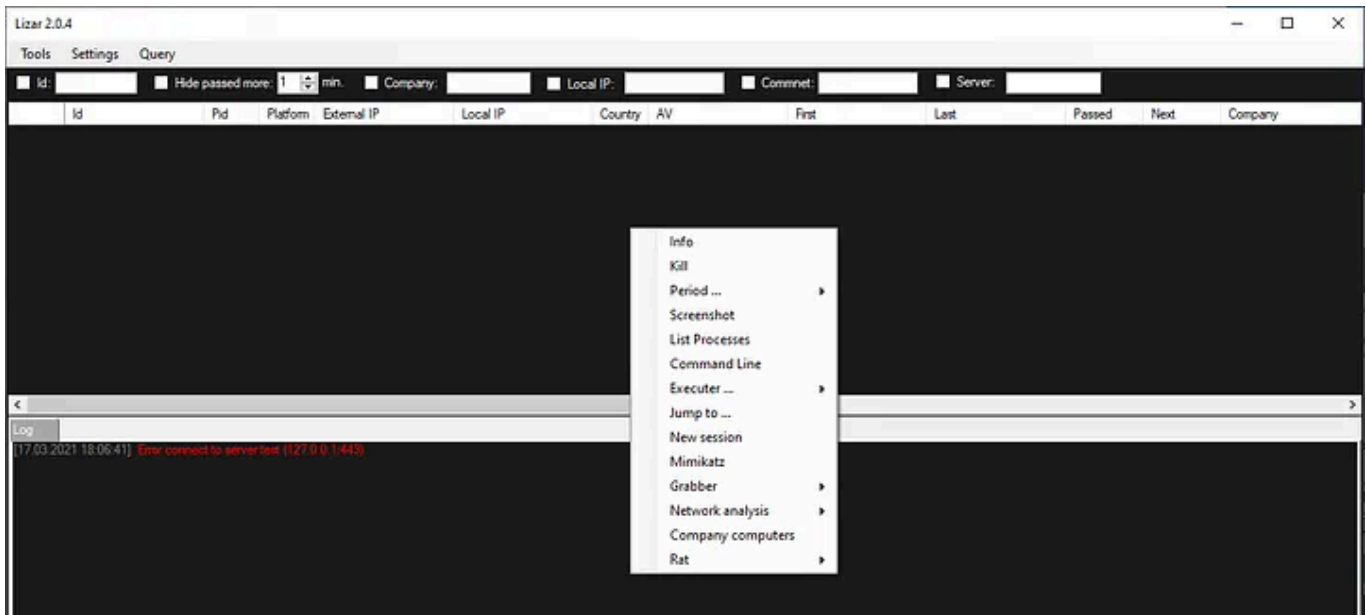 Lizar 2.0.4
Tools Settings Query
Id: Hide passed more: 1 min. Company: Local IP: Commnet: Server:
Id Pid Platform External IP Local IP Country AV First Last Passed Next Company
Info
Kill
Period ...
Screenshot
List Processes
Command Line
Executer ...
Jump to ...
New session
Mimikatz
Grabber
Network analysis
Company computers
Rat
Log
[17.03.2021 18:06:41] Error connect to server test (127.0.0.1:443)